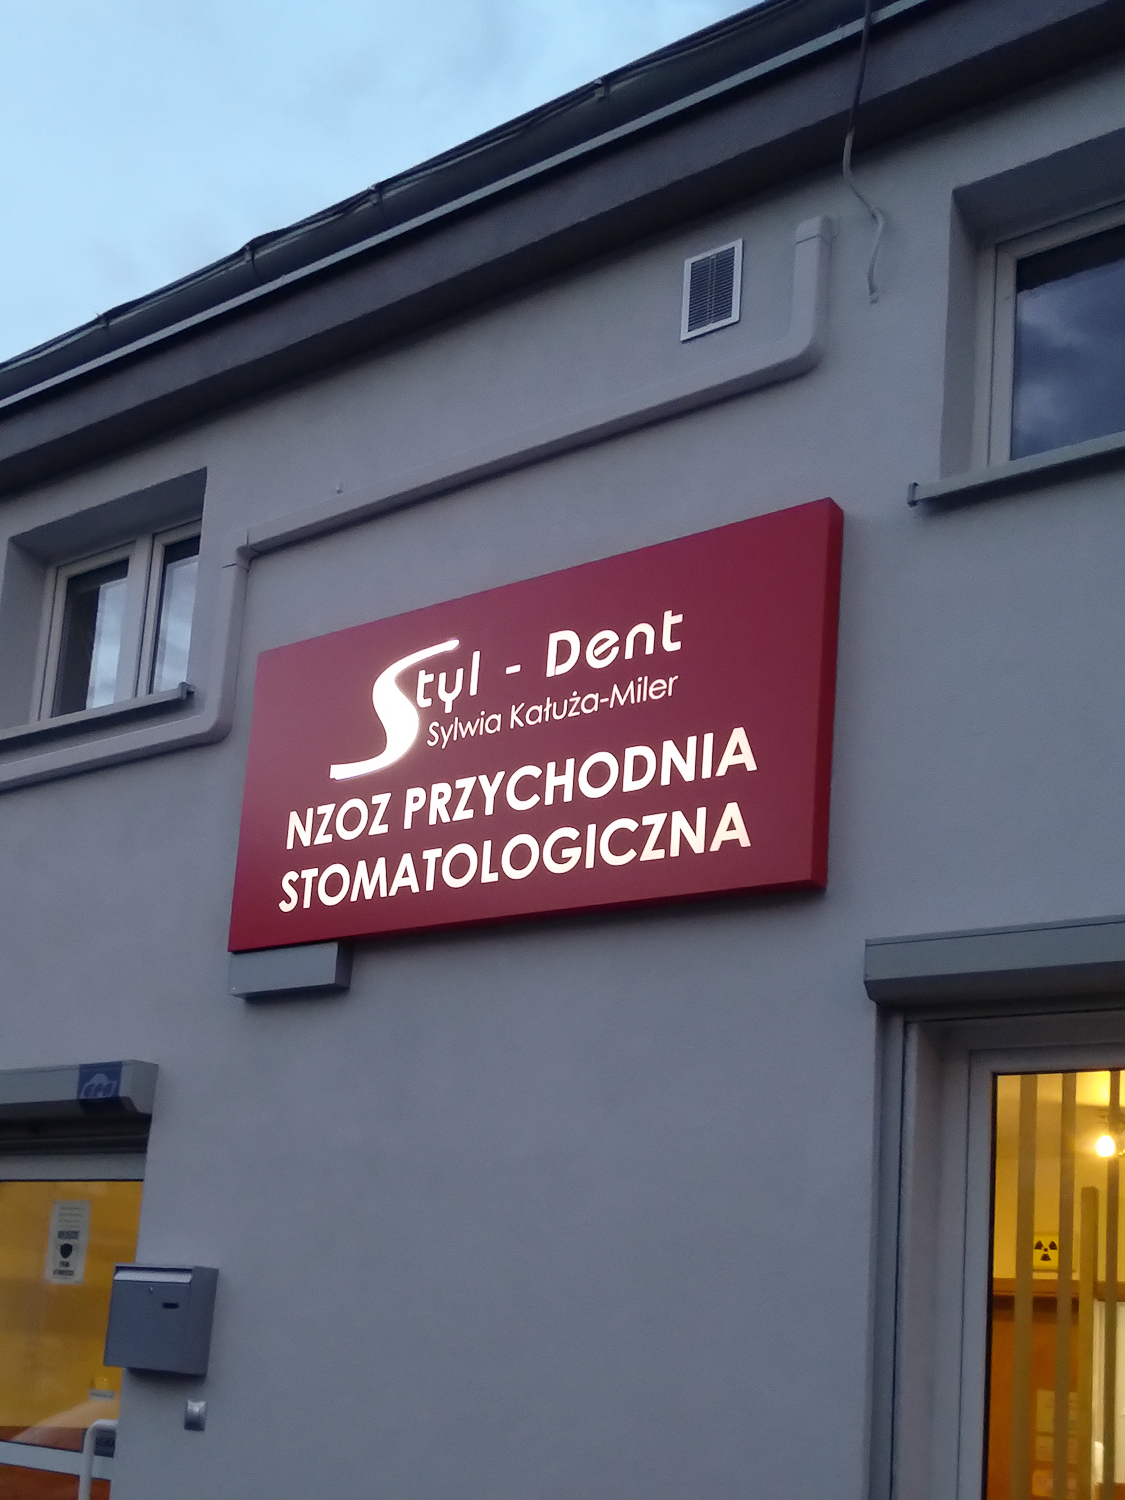 Styl - Dent
Sylwia Kałuża-Miler
NZOZ PRZYCHODNIA
STOMATOLOGICZNA